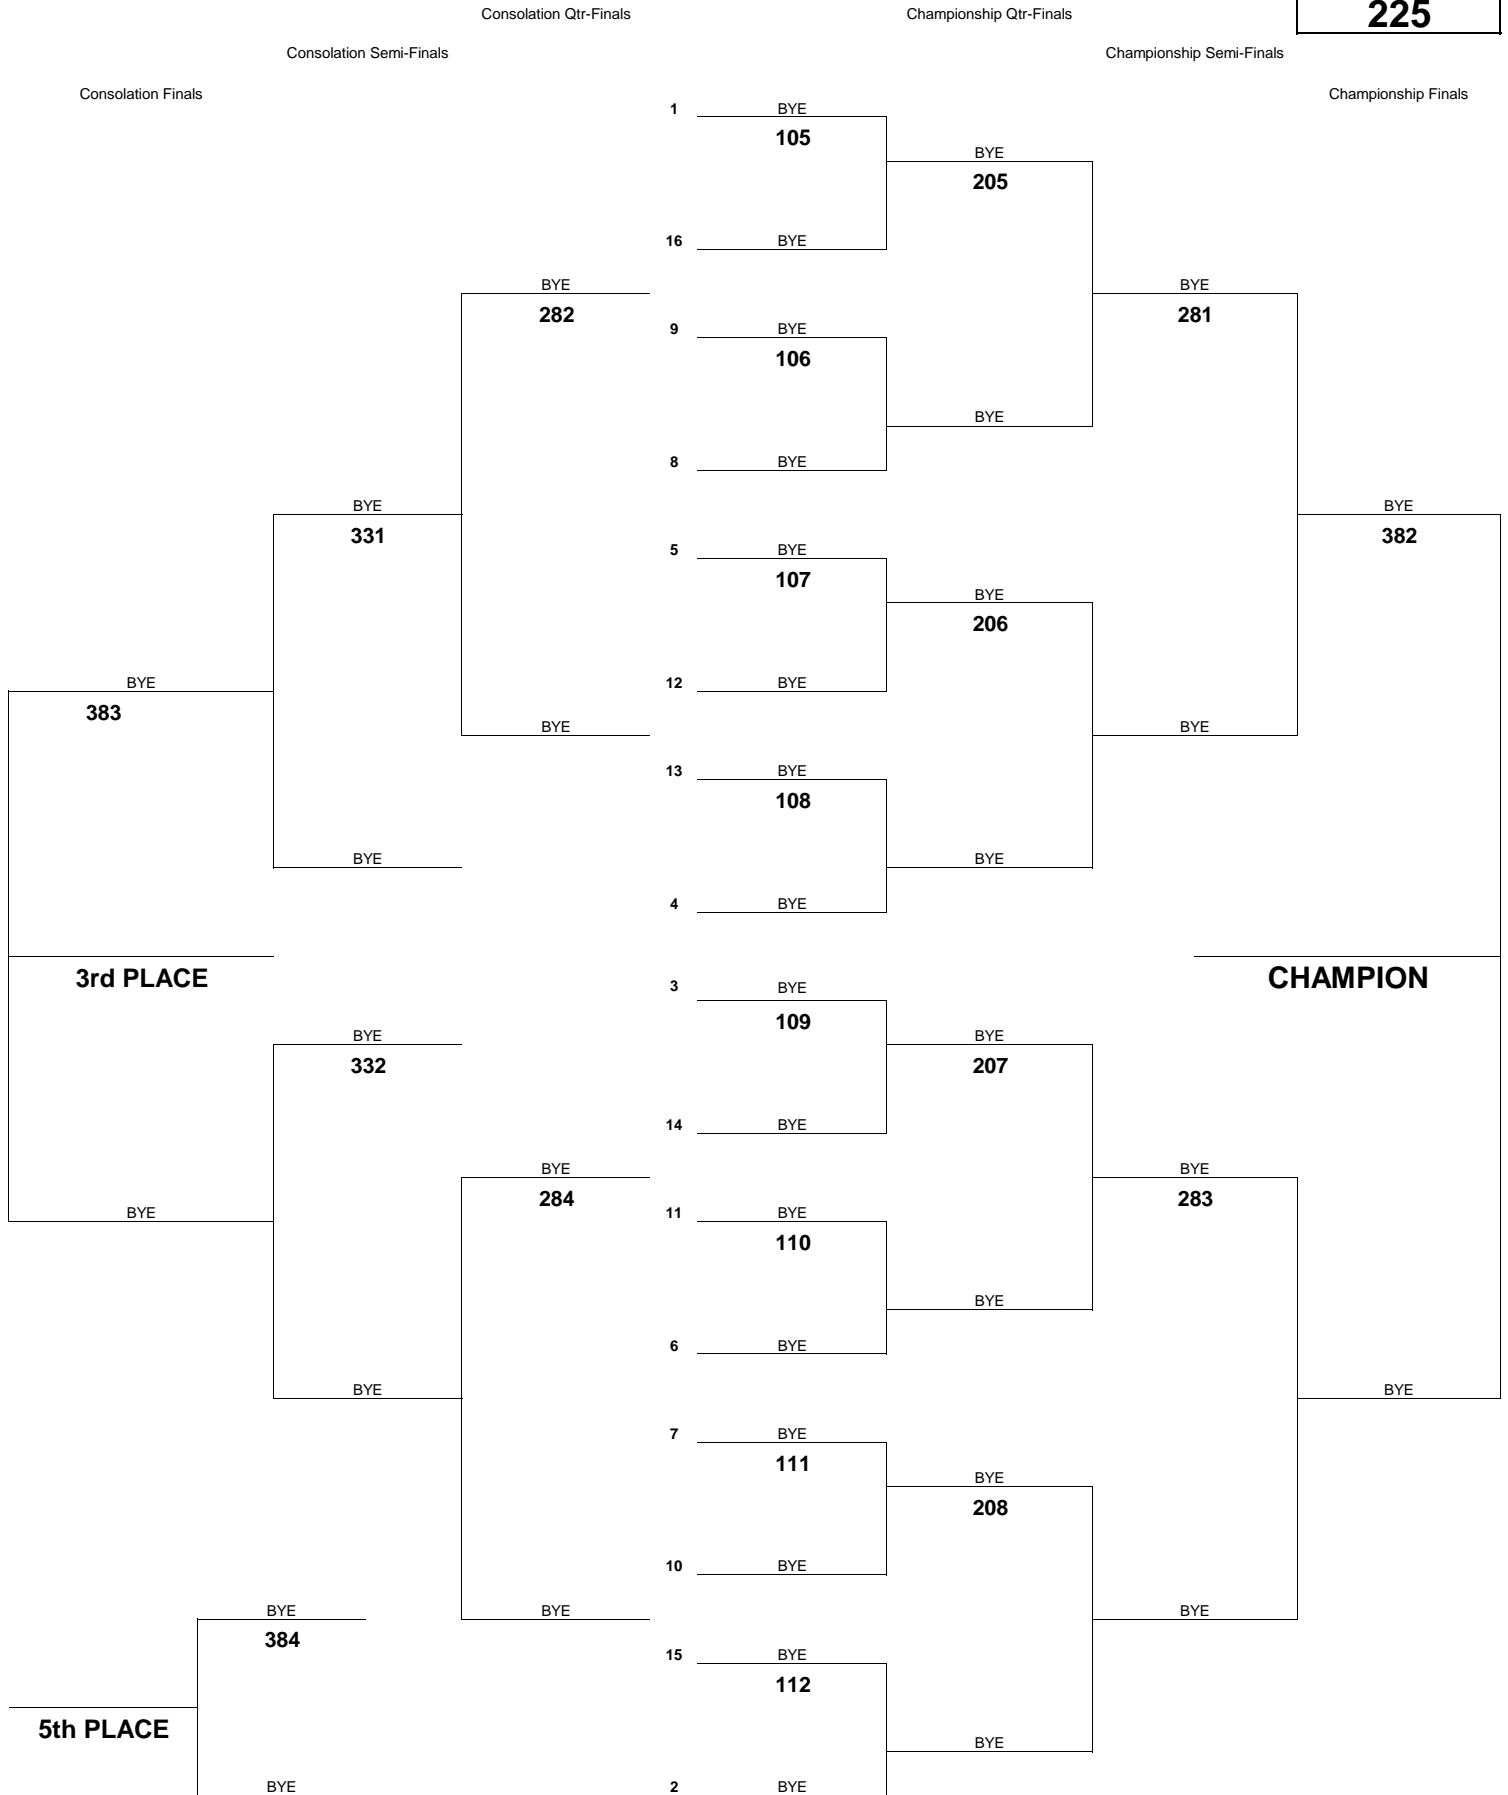 Consolation Qtr-Finals Championship Qtr-Finals 225
Consolation Semi-Finals Championship Semi-Finals
Consolation Finals Championship Finals
1 BYE
105
BYE
205
16 BYE
BYE BYE
282 281
9 BYE
106
BYE
8 BYE
BYE BYE
331 382
5 BYE
107
BYE
206
12 BYE
BYE
383
BYE BYE
13 BYE
108
BYE BYE
4 BYE
3rd PLACE CHAMPION
3 BYE
109
BYE BYE
332 207
14 BYE
BYE BYE
284 283
BYE 11 BYE
110
BYE
6 BYE
BYE BYE
7 BYE
111
BYE
208
10 BYE
BYE BYE BYE
384
15 BYE
112
5th PLACE
BYE
BYE 2 BYE